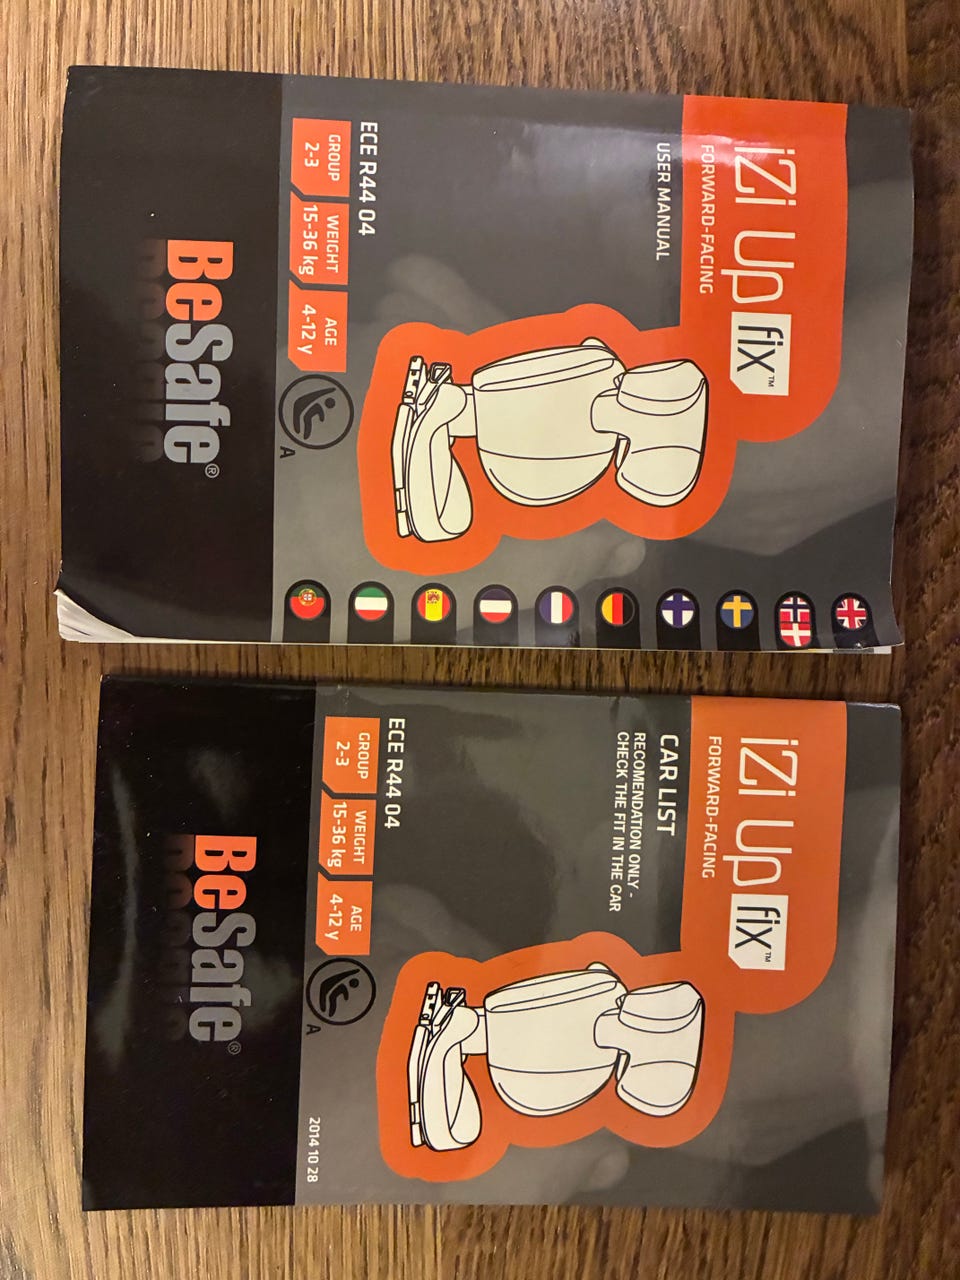 iZi Up fix™
FORWARD-FACING
USER MANUAL
ECE R44 04
GROUP
2-3
WEIGHT
15-36 kg
AGE
4-12 y
A
BeSafe®
iZi Up fix™
FORWARD-FACING
CAR LIST
RECOMENDATION ONLY -
CHECK THE FIT IN THE CAR
ECE R44 04
GROUP
2-3
WEIGHT
15-36 kg
AGE
4-12 y
A
2014 10 28
BeSafe®